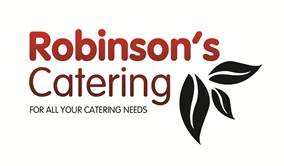 Robinson's
Catering
FOR ALL YOUR CATERING NEEDS